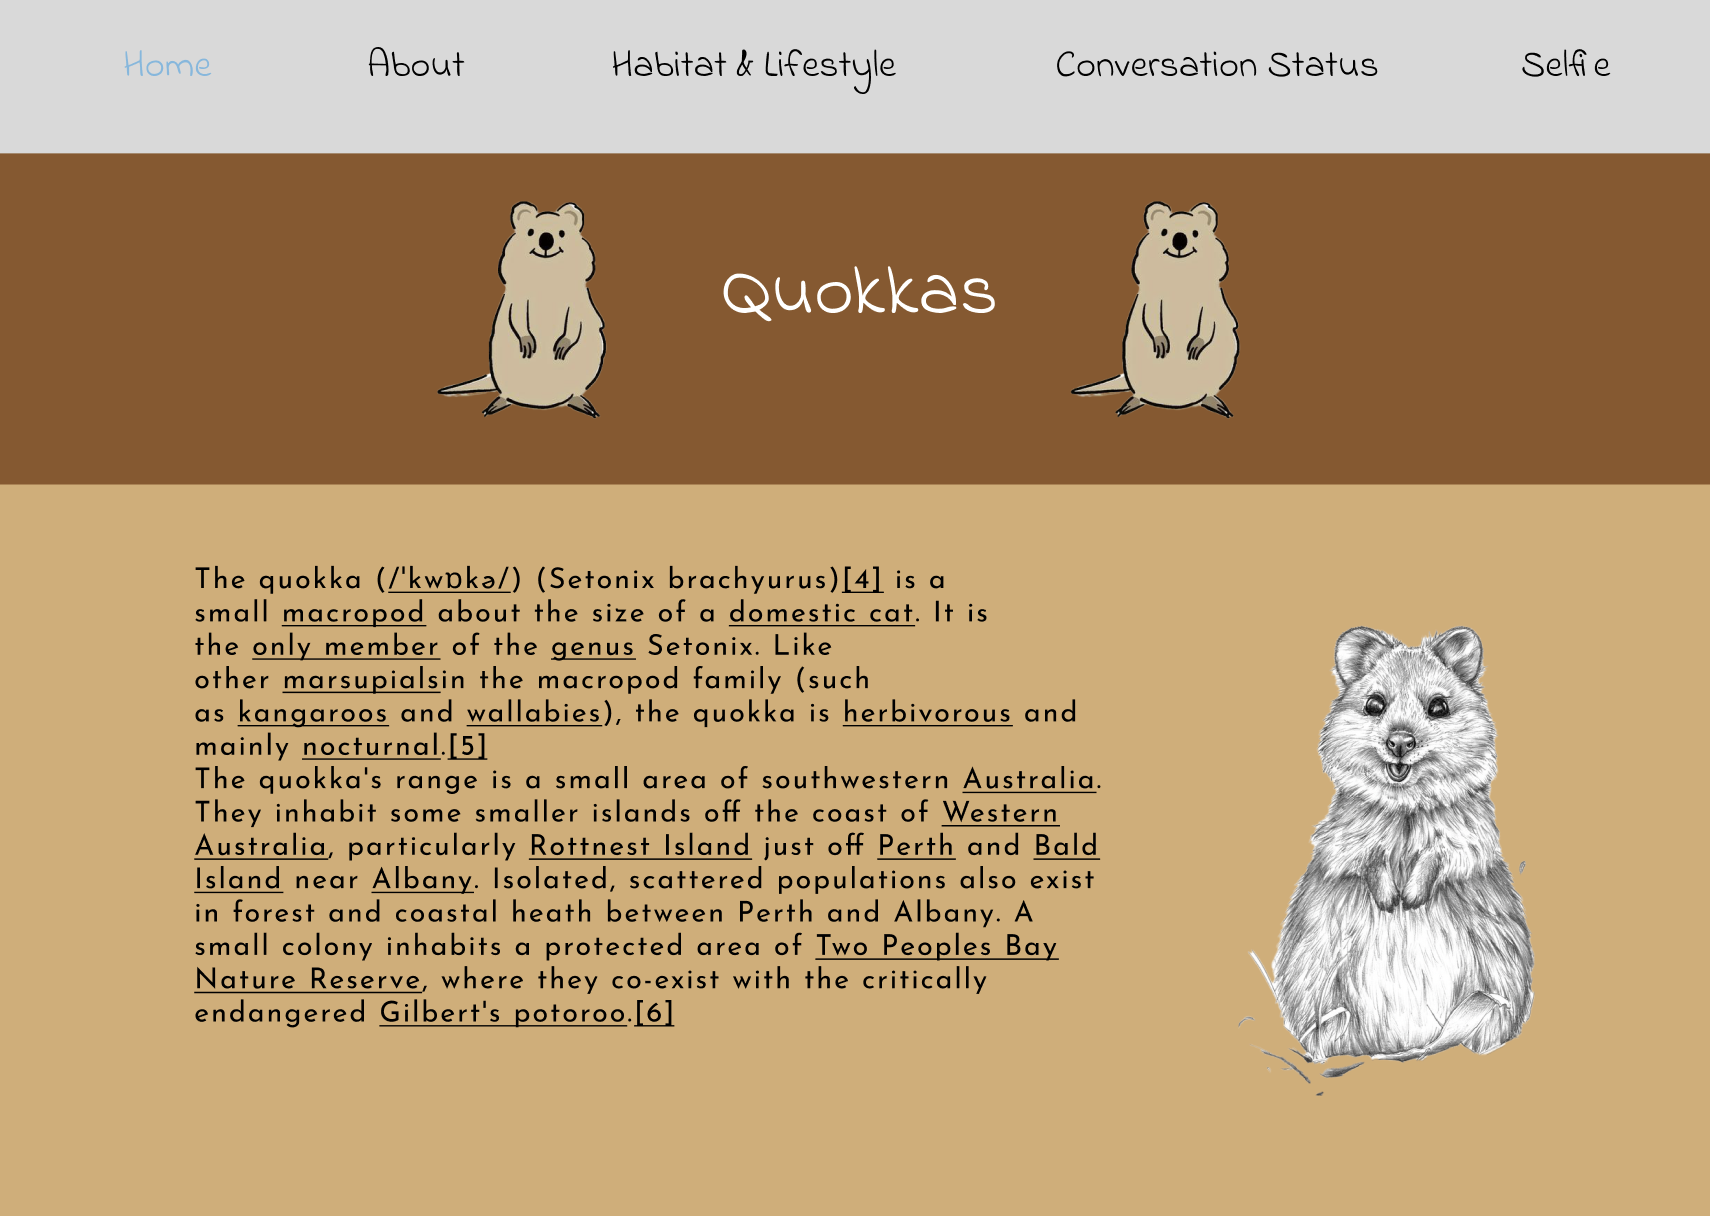 Home About Habitat & Lifestyle Conversation Status Selfie
Quokkas
The quokka (/ˈkwɒkə/) (Setonix brachyurus)[4] is a
small macropod about the size of a domestic cat. It is
the only member of the genus Setonix. Like
other marsupialsin the macropod family (such
as kangaroos and wallabies), the quokka is herbivorous and
mainly nocturnal.[5]
The quokka's range is a small area of southwestern Australia.
They inhabit some smaller islands off the coast of Western
Australia, particularly Rottnest Island just off Perth and Bald
Island near Albany. Isolated, scattered populations also exist
in forest and coastal heath between Perth and Albany. A
small colony inhabits a protected area of Two Peoples Bay
Nature Reserve, where they co-exist with the critically
endangered Gilbert's potoroo.[6]